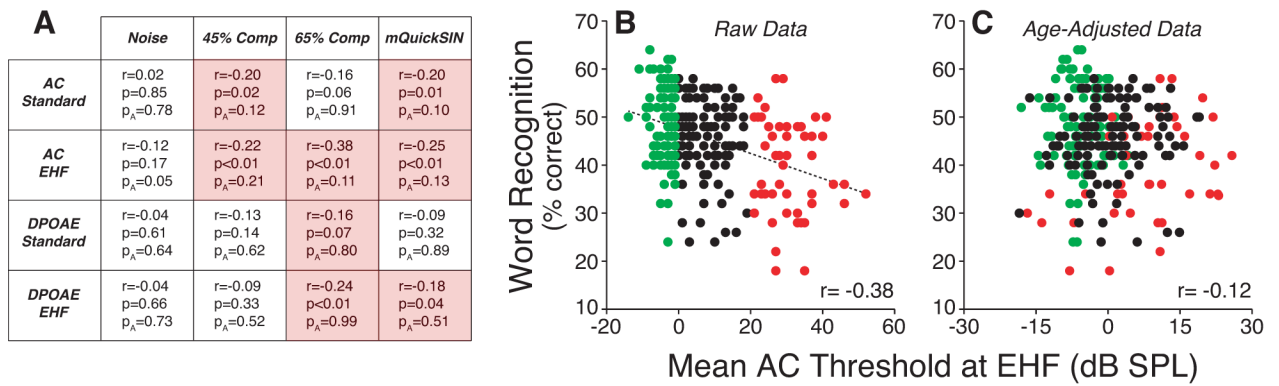 A
Noise 45% Comp 65% Comp mQuickSIN
AC
Standard
r=0.02
p=0.85
pA=0.78
r=-0.20
p=0.02
pA=0.12
r=-0.16
p=0.06
pA=0.91
r=-0.20
p=0.01
pA=0.10
AC
EHF
r=-0.12
p=0.17
pA=0.05
r=-0.22
p<0.01
pA=0.21
r=-0.38
p<0.01
pA=0.11
r=-0.25
p<0.01
pA=0.13
DPOAE
Standard
r=-0.04
p=0.61
pA=0.64
r=-0.13
p=0.14
pA=0.62
r=-0.16
p=0.07
pA=0.80
r=-0.09
p=0.32
pA=0.89
DPOAE
EHF
r=-0.04
p=0.66
pA=0.73
r=-0.09
p=0.33
pA=0.52
r=-0.24
p<0.01
pA=0.99
r=-0.18
p=0.04
pA=0.51
Word Recognition
(% correct)
B
Raw Data
70
60
50
40
30
20
10
r= -0.38
-20 0 20 40 60
C
Age-Adjusted Data
70
60
50
40
30
20
10
r= -0.12
-30 -15 0 15 30
Mean AC Threshold at EHF (dB SPL)